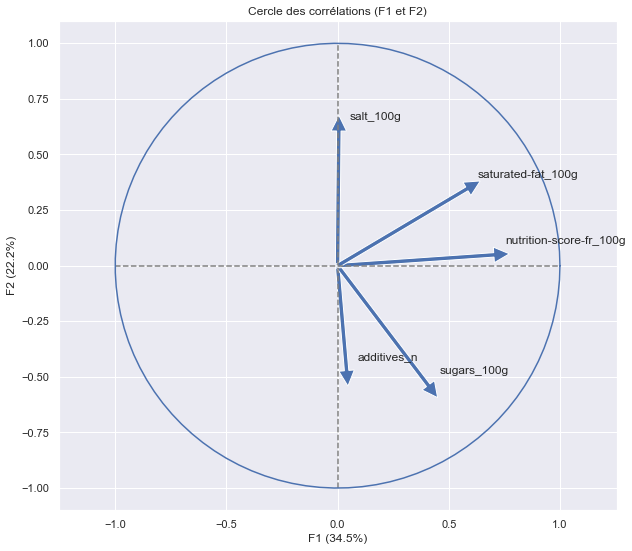 Cercle des corrélations (F1 et F2)
1.00
0.75
0.50
0.25
0.00
−0.25
−0.50
−0.75
−1.00
F2 (22.2%)
salt_100g
saturated-fat_100g
nutrition-score-fr_100g
additives_n
sugars_100g
−1.0
−0.5
0.0
0.5
1.0
F1 (34.5%)